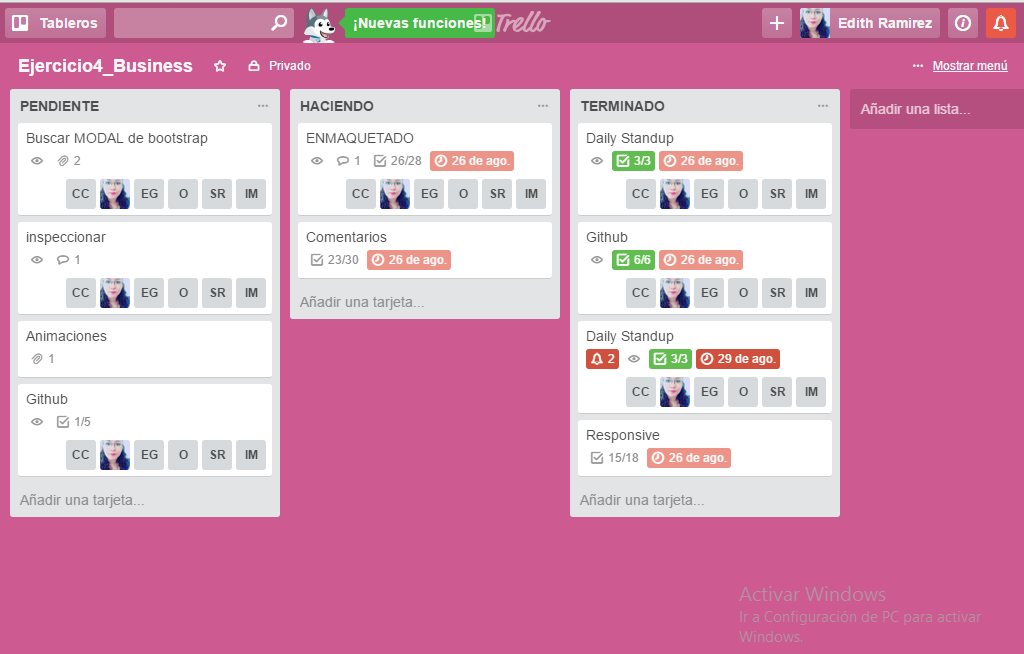 Tableros
¡Nuevas funciones!
Trello
Edith Ramirez
Ejercicio4_Business
Privado
... Mostrar menú
PENDIENTE ...
Buscar MODAL de bootstrap
2
CC EG O SR IM
inspeccionar
1
CC EG O SR IM
Animaciones
1
Github
1/5
CC EG O SR IM
Añadir una tarjeta...
HACIENDO ...
ENMAQUETADO
1 26/28 26 de ago.
CC EG O SR IM
Comentarios
23/30 26 de ago.
Añadir una tarjeta...
TERMINADO ...
Daily Standup
3/3 26 de ago.
CC EG O SR IM
Github
6/6 26 de ago.
CC EG O SR IM
Daily Standup
2 3/3 29 de ago.
CC EG O SR IM
Responsive
15/18 26 de ago.
Añadir una tarjeta...
Añadir una lista...
Activar Windows
Ir a Configuración de PC para activar
Windows.